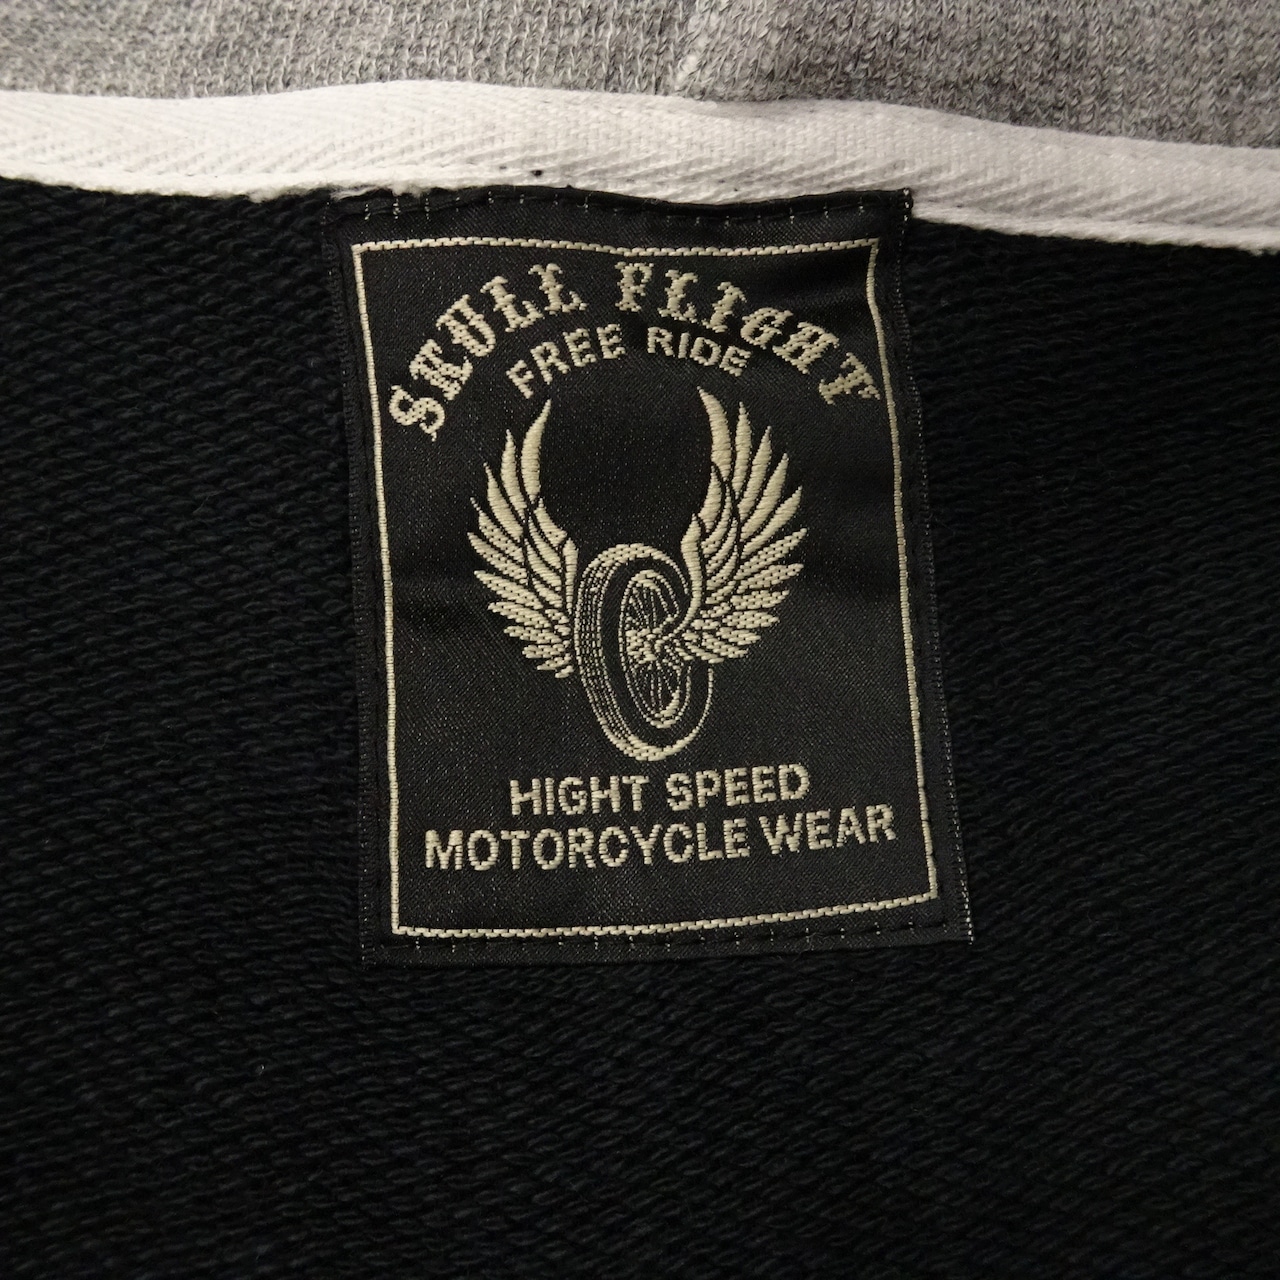 SKULL FLIGHT
FREE RIDE
HIGHT SPEED
MOTORCYCLE WEAR